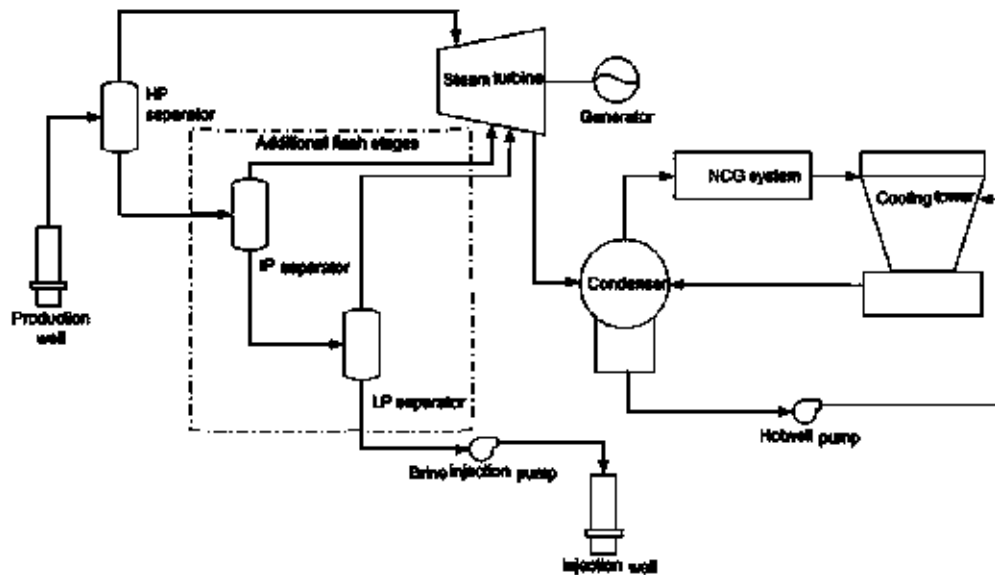 HP
separator
Steam turbine
Generator
Additional flash stages
NCG system
Cooling tower
IP separator
Condenser
Production
well
LP separator
Hotwell pump
Brine injection pump
Injection well